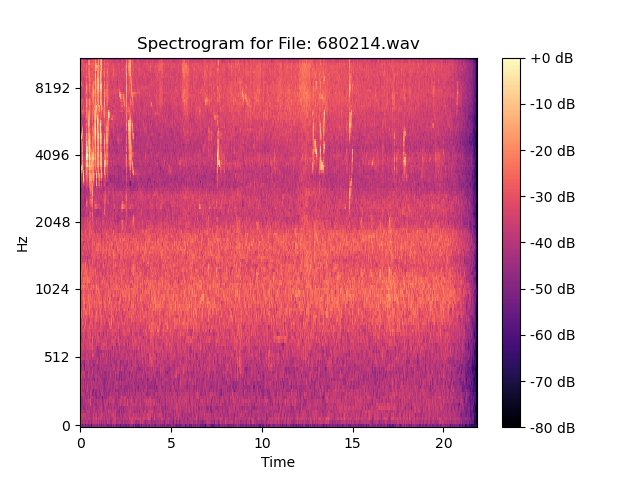 Spectrogram for File: 680214.wav
+0 dB
8192
-10 dB
4096
-20 dB
-30 dB
2048
Hz
-40 dB
1024
-50 dB
512
-60 dB
-70 dB
0
-80 dB
0 5 10 15 20
Time